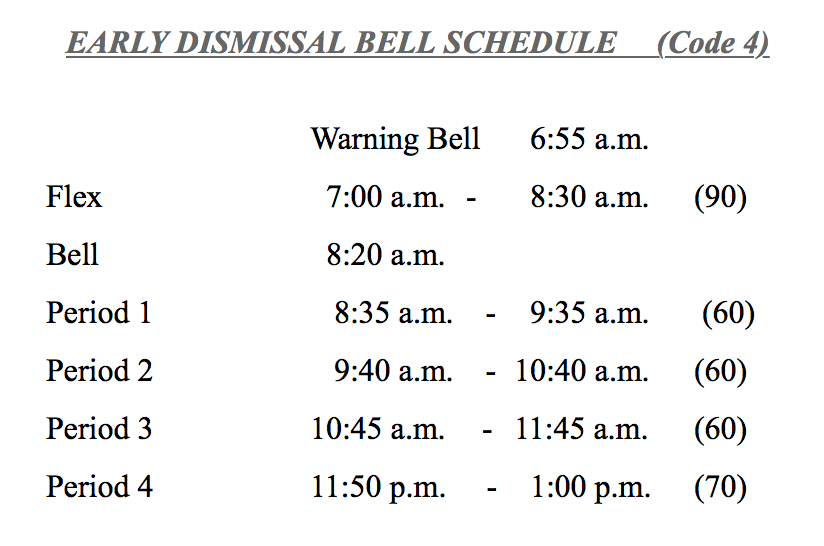 EARLY DISMISSAL BELL SCHEDULE (Code 4)
Warning Bell 6:55 a.m.
Flex 7:00 a.m. - 8:30 a.m. (90)
Bell 8:20 a.m.
Period 1 8:35 a.m. - 9:35 a.m. (60)
Period 2 9:40 a.m. - 10:40 a.m. (60)
Period 3 10:45 a.m. - 11:45 a.m. (60)
Period 4 11:50 p.m. - 1:00 p.m. (70)